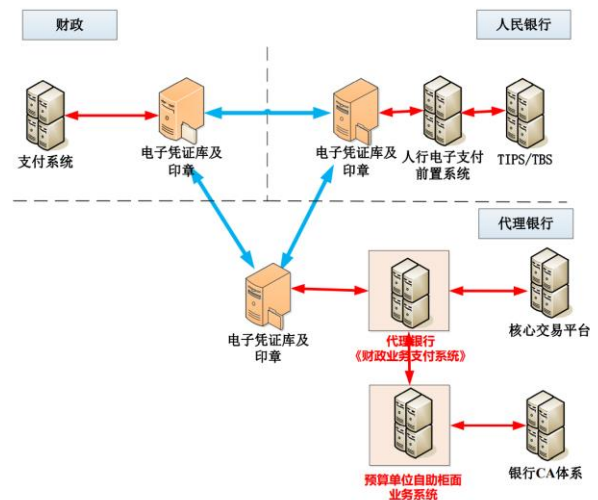 财政
人民银行
支付系统
电子凭证库及
印章
电子凭证库及
印章
人行电子支付
前置系统
TIPS/TBS
代理银行
电子凭证库及
印章
代理银行
《财政业务支付系统》
核心交易平台
预算单位自助柜面
业务系统
银行CA体系